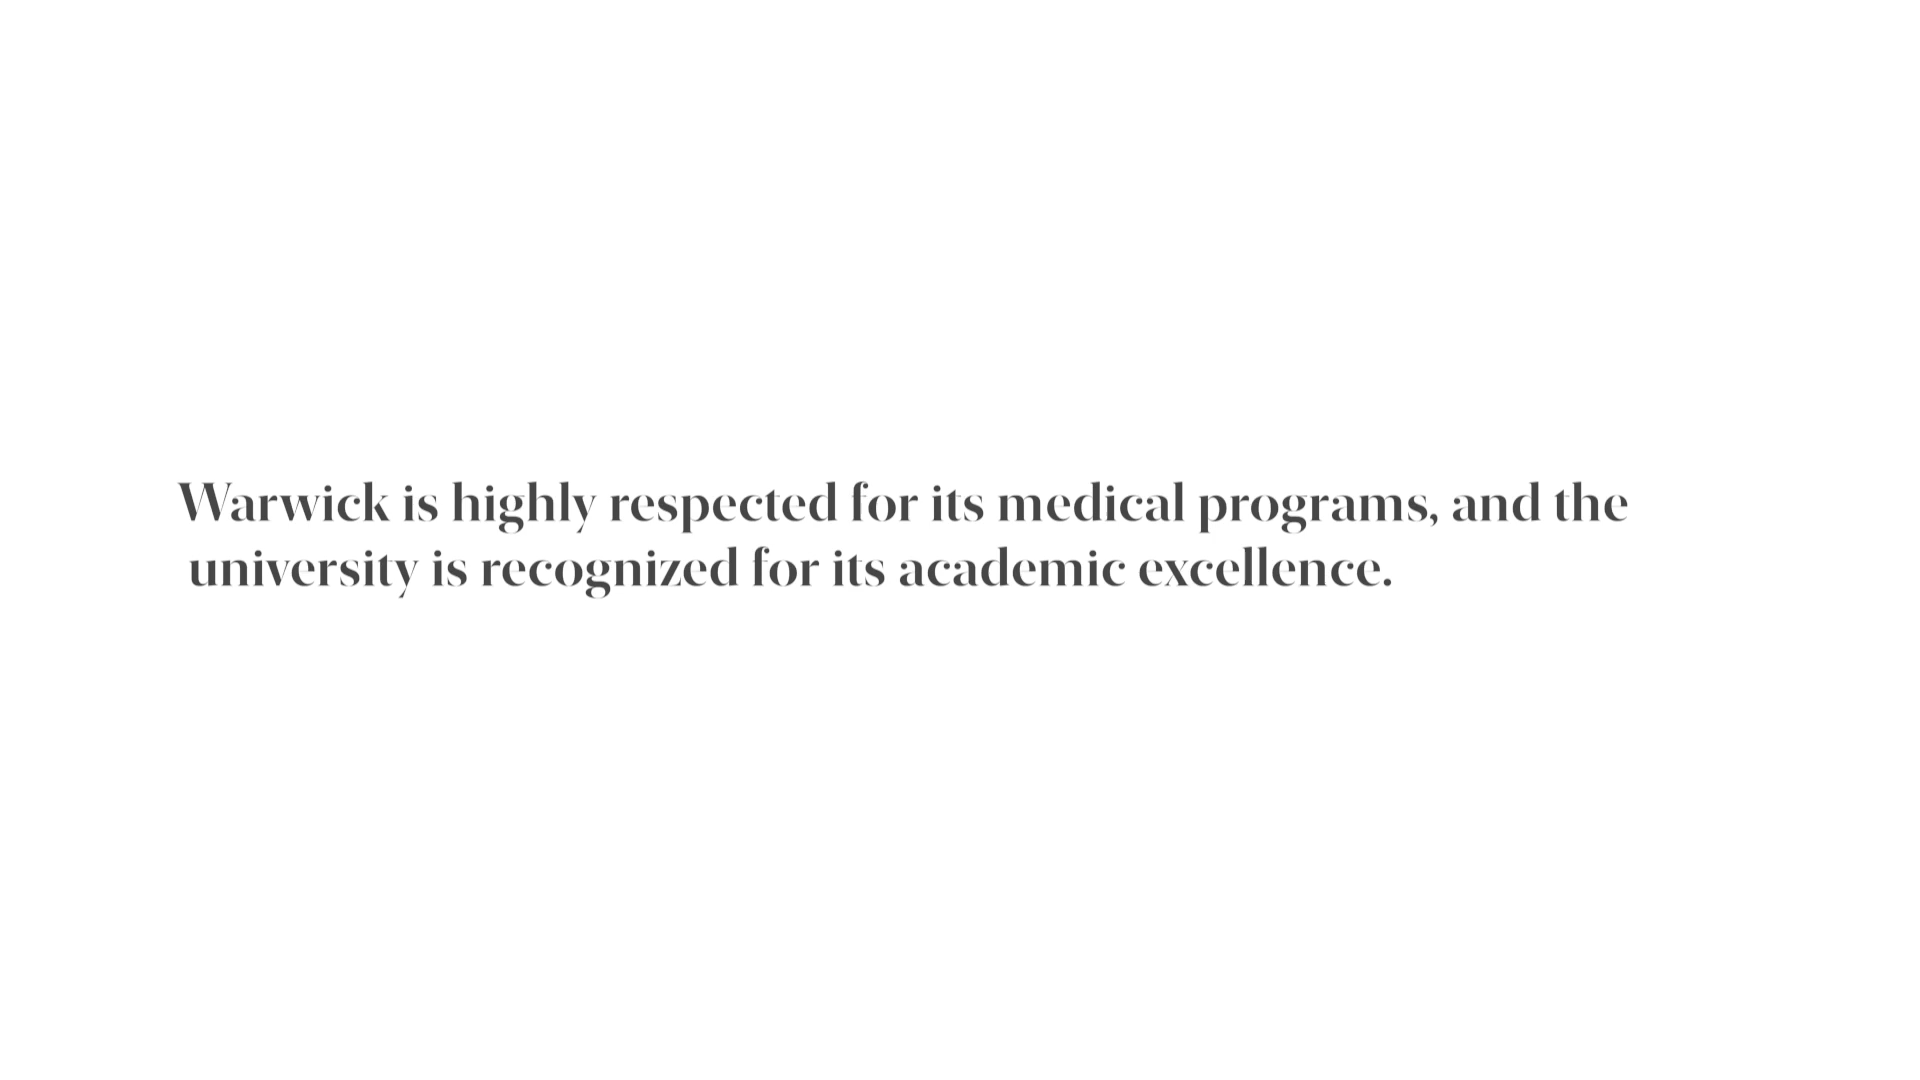 Warwick is highly respected for its medical programs, and the
university is recognized for its academic excellence.